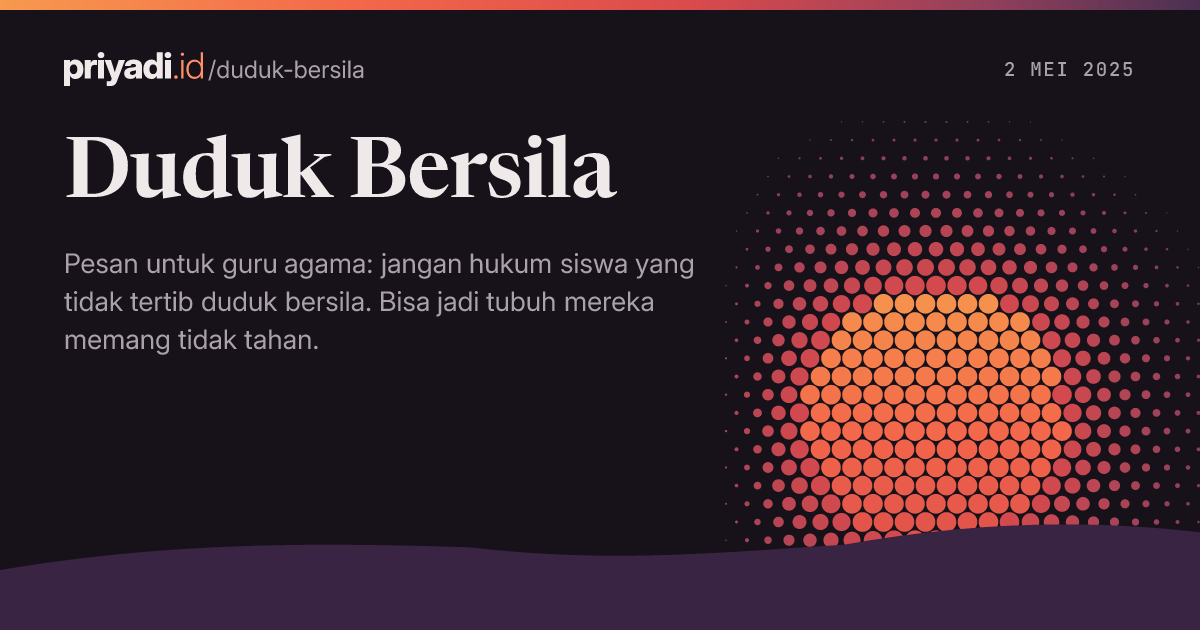 priyadi.id/duduk-bersila
2 MEI 2025
Duduk Bersila
Pesan untuk guru agama: jangan hukum siswa yang
tidak tertib duduk bersila. Bisa jadi tubuh mereka
memang tidak tahan.